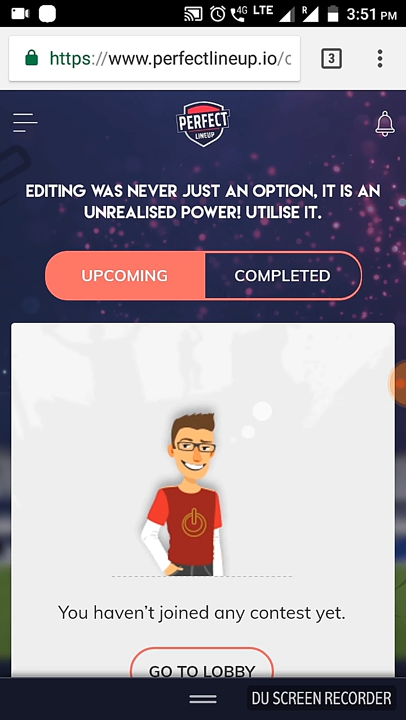 4G LTE R 3:51 PM
https://www.perfectlineup.io/c 3
PERFECT
LINEUP
EDITING WAS NEVER JUST AN OPTION, IT IS AN
UNREALISED POWER! UTILISE IT.
UPCOMING COMPLETED
You haven't joined any contest yet.
GO TO LOBBY
DU SCREEN RECORDER